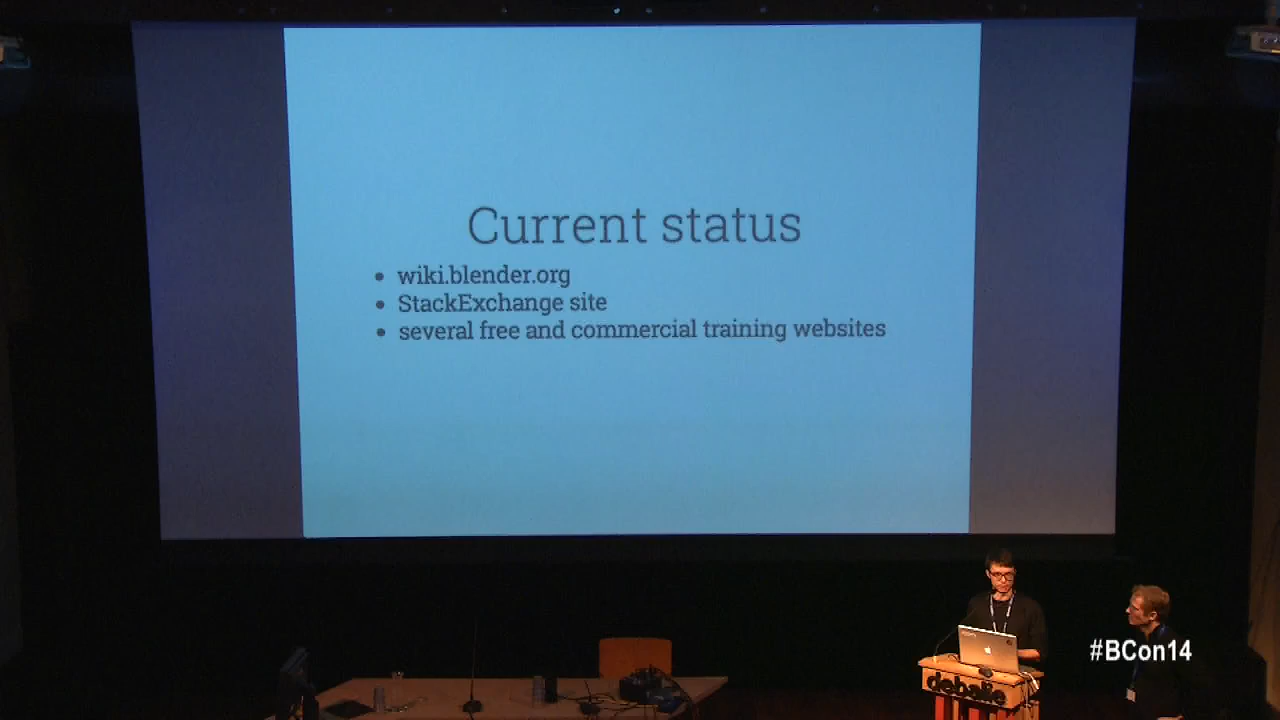 Current status
wiki.blender.org
StackExchange site
several free and commercial training websites
#BCon14
debalie